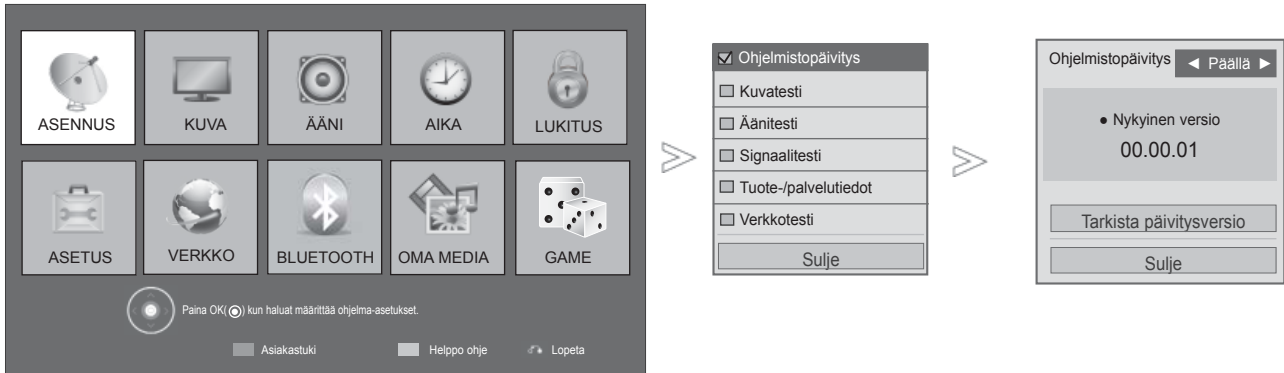 ASENNUS
KUVA
ÄÄNI
AIKA
LUKITUS
ASETUS
VERKKO
BLUETOOTH
OMA MEDIA
GAME
Paina OK(◉) kun haluat määrittää ohjelma-asetukset.
Asiakastuki
Helppo ohje
Lopeta
Ohjelmistopäivitys
Kuvatesti
Äänitesti
Signaalitesti
Tuote-/palvelutiedot
Verkkotesti
Sulje
Ohjelmistopäivitys ◄ Päällä ►
• Nykyinen versio
00.00.01
Tarkista päivitysversio
Sulje